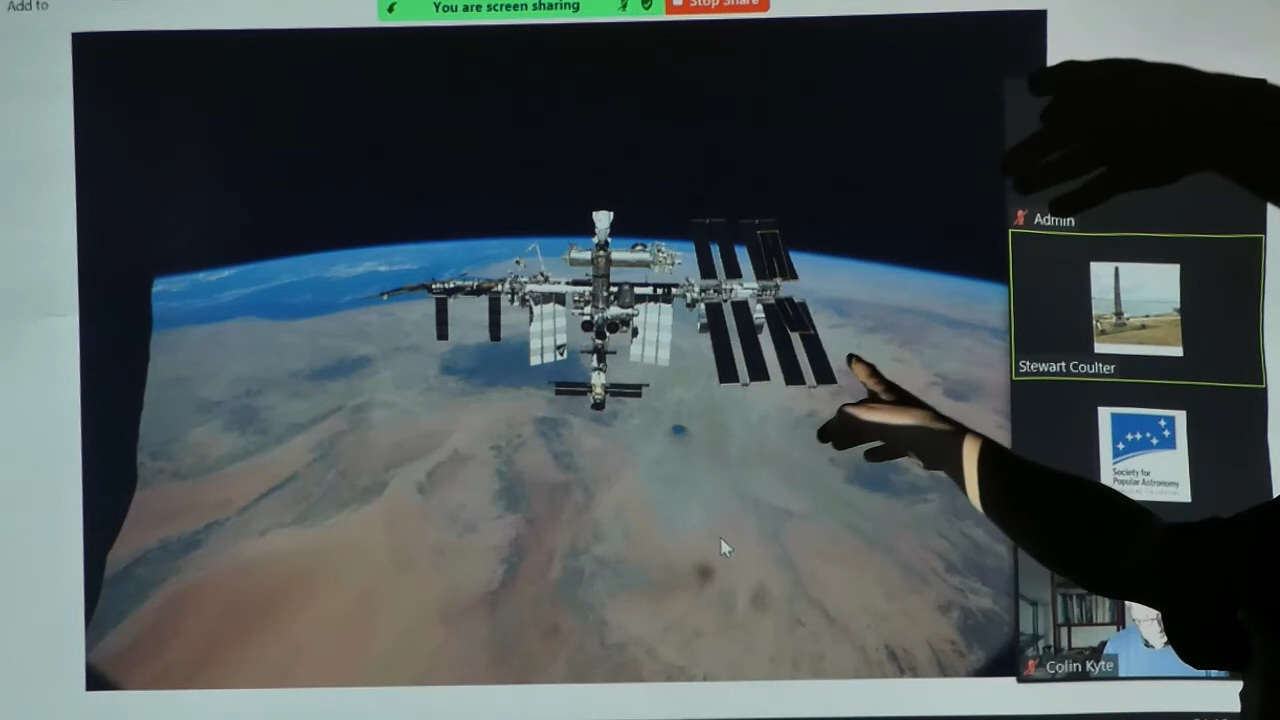 Add to
You are screen sharing
Stop Share
Admin
Stewart Coulter
Society for
Popular Astronomy
Colin Kyte